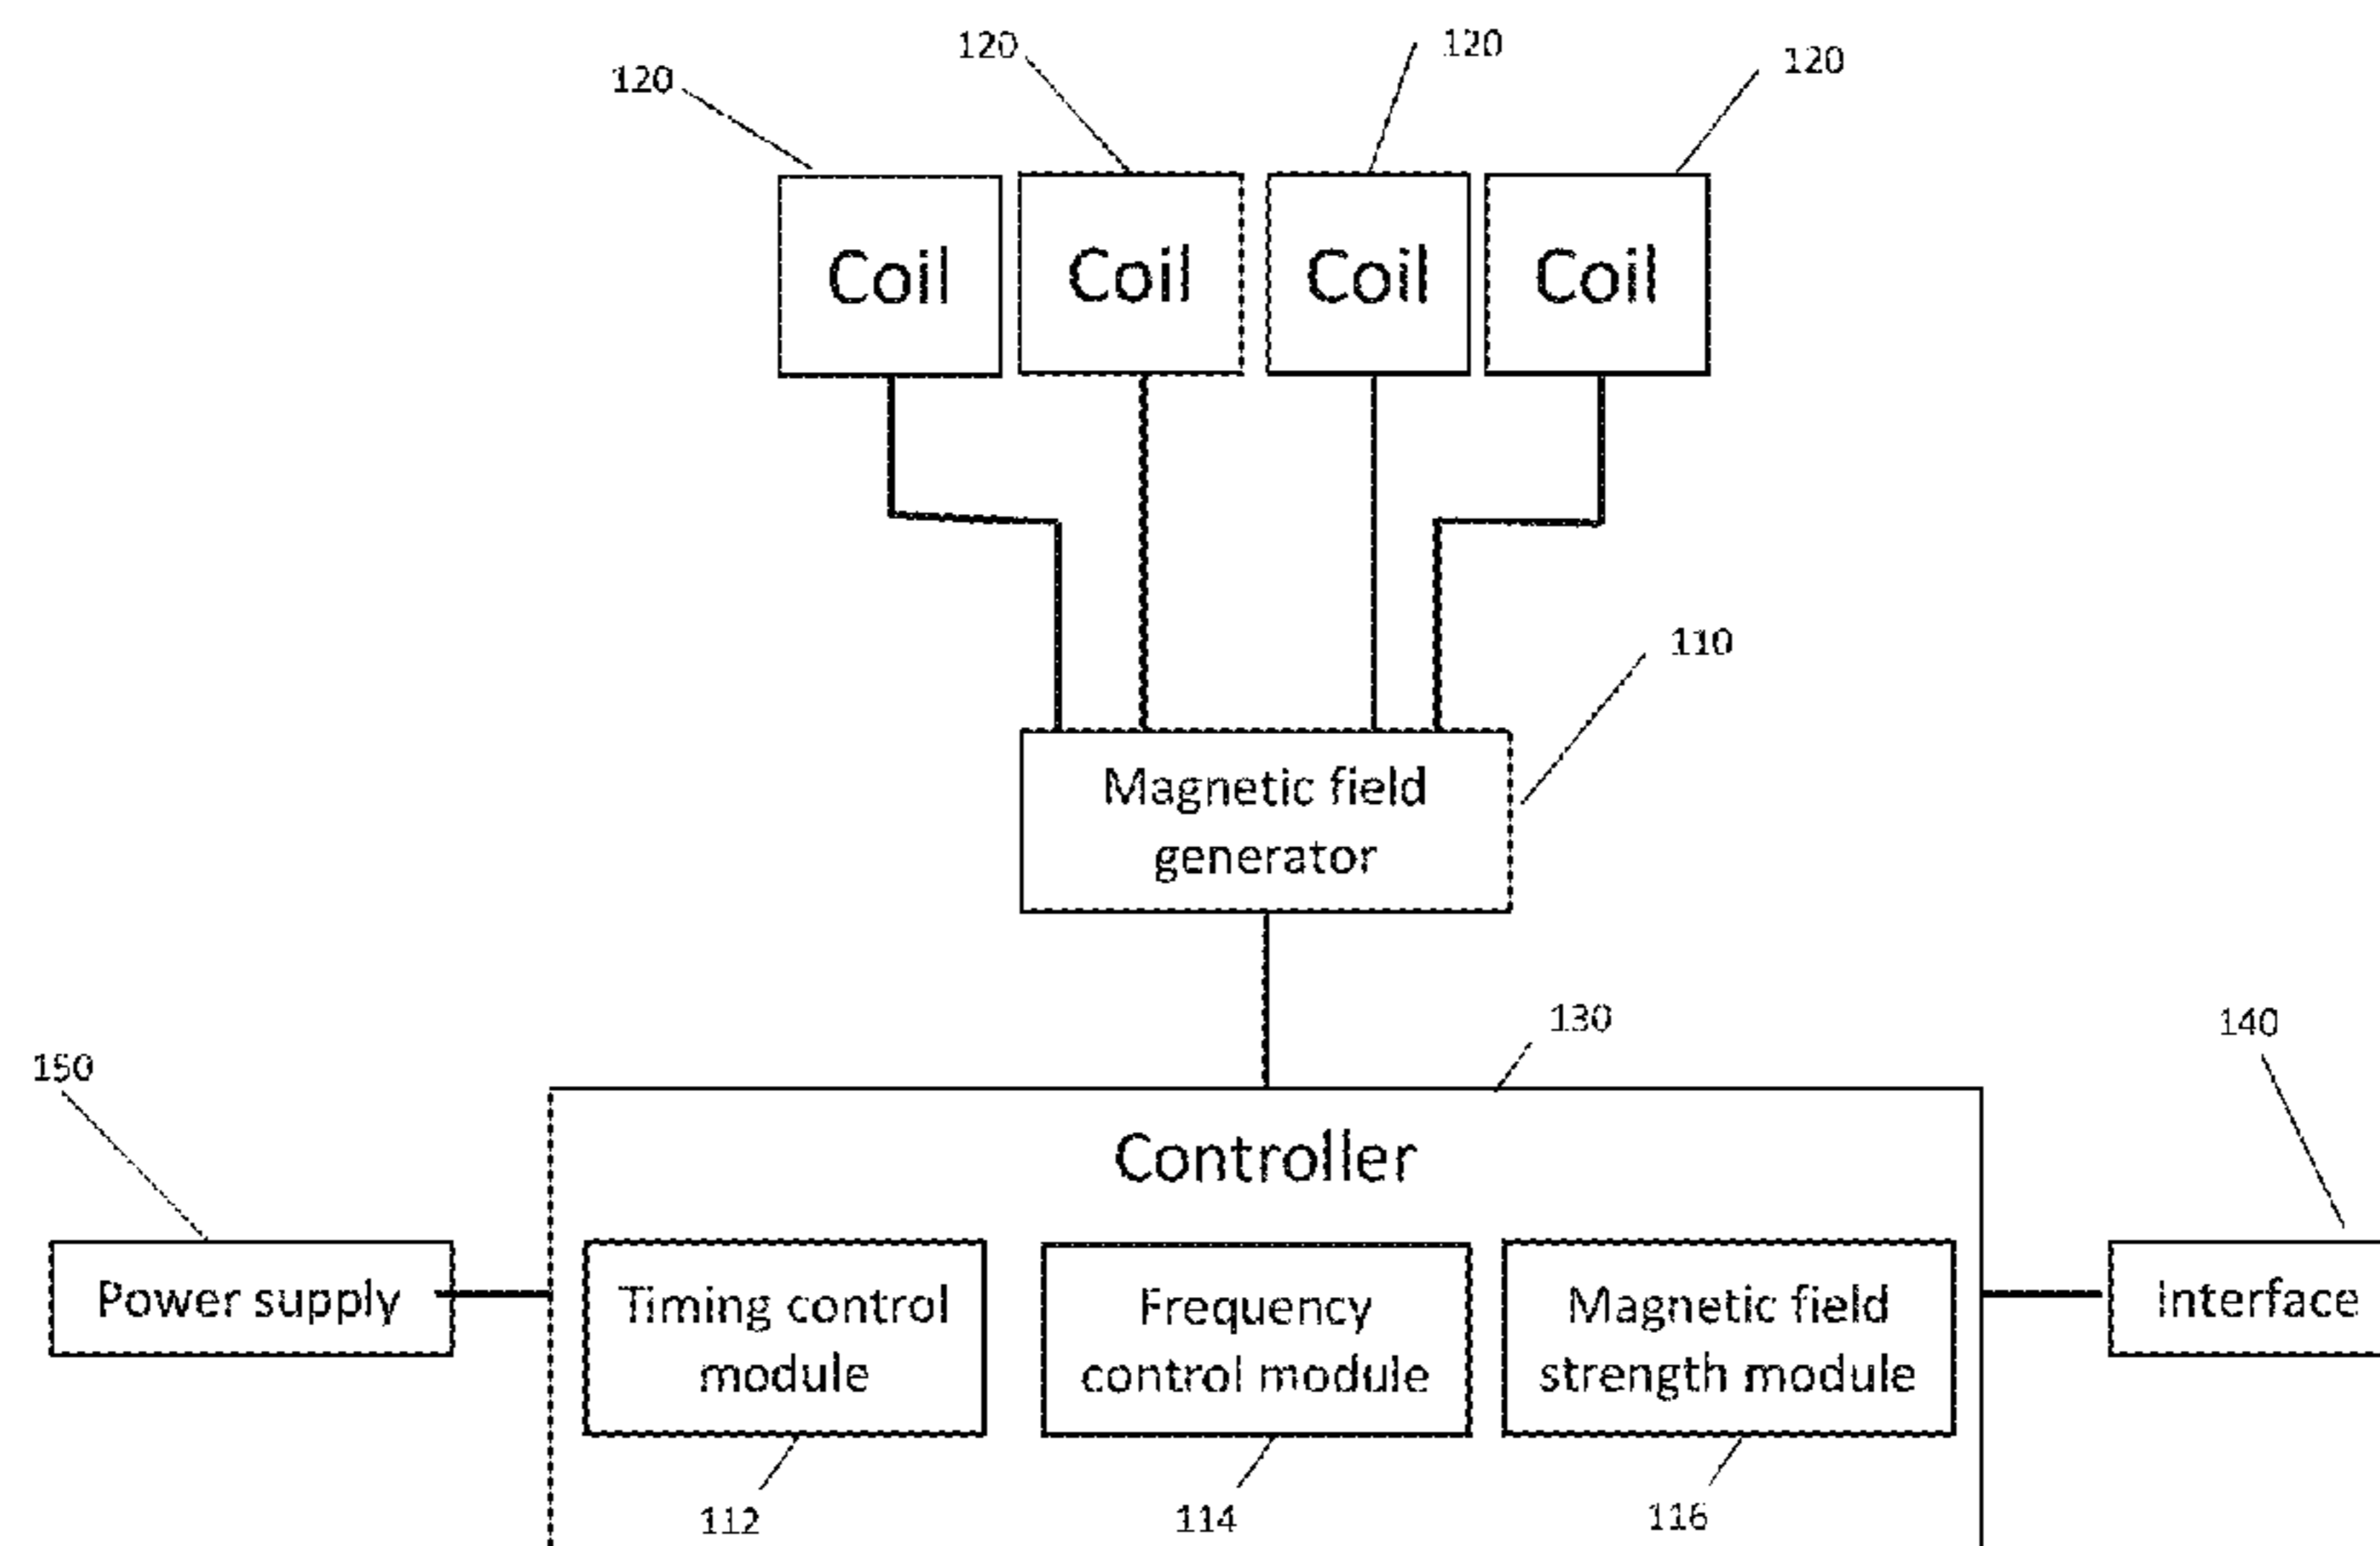 120
120
120
120
Coil
Coil
Coil
Coil
110
Magnetic field
generator
130
140
150
Controller
Power supply
Timing control
module
Frequency
control module
Magnetic field
strength module
Interface
112
114
116